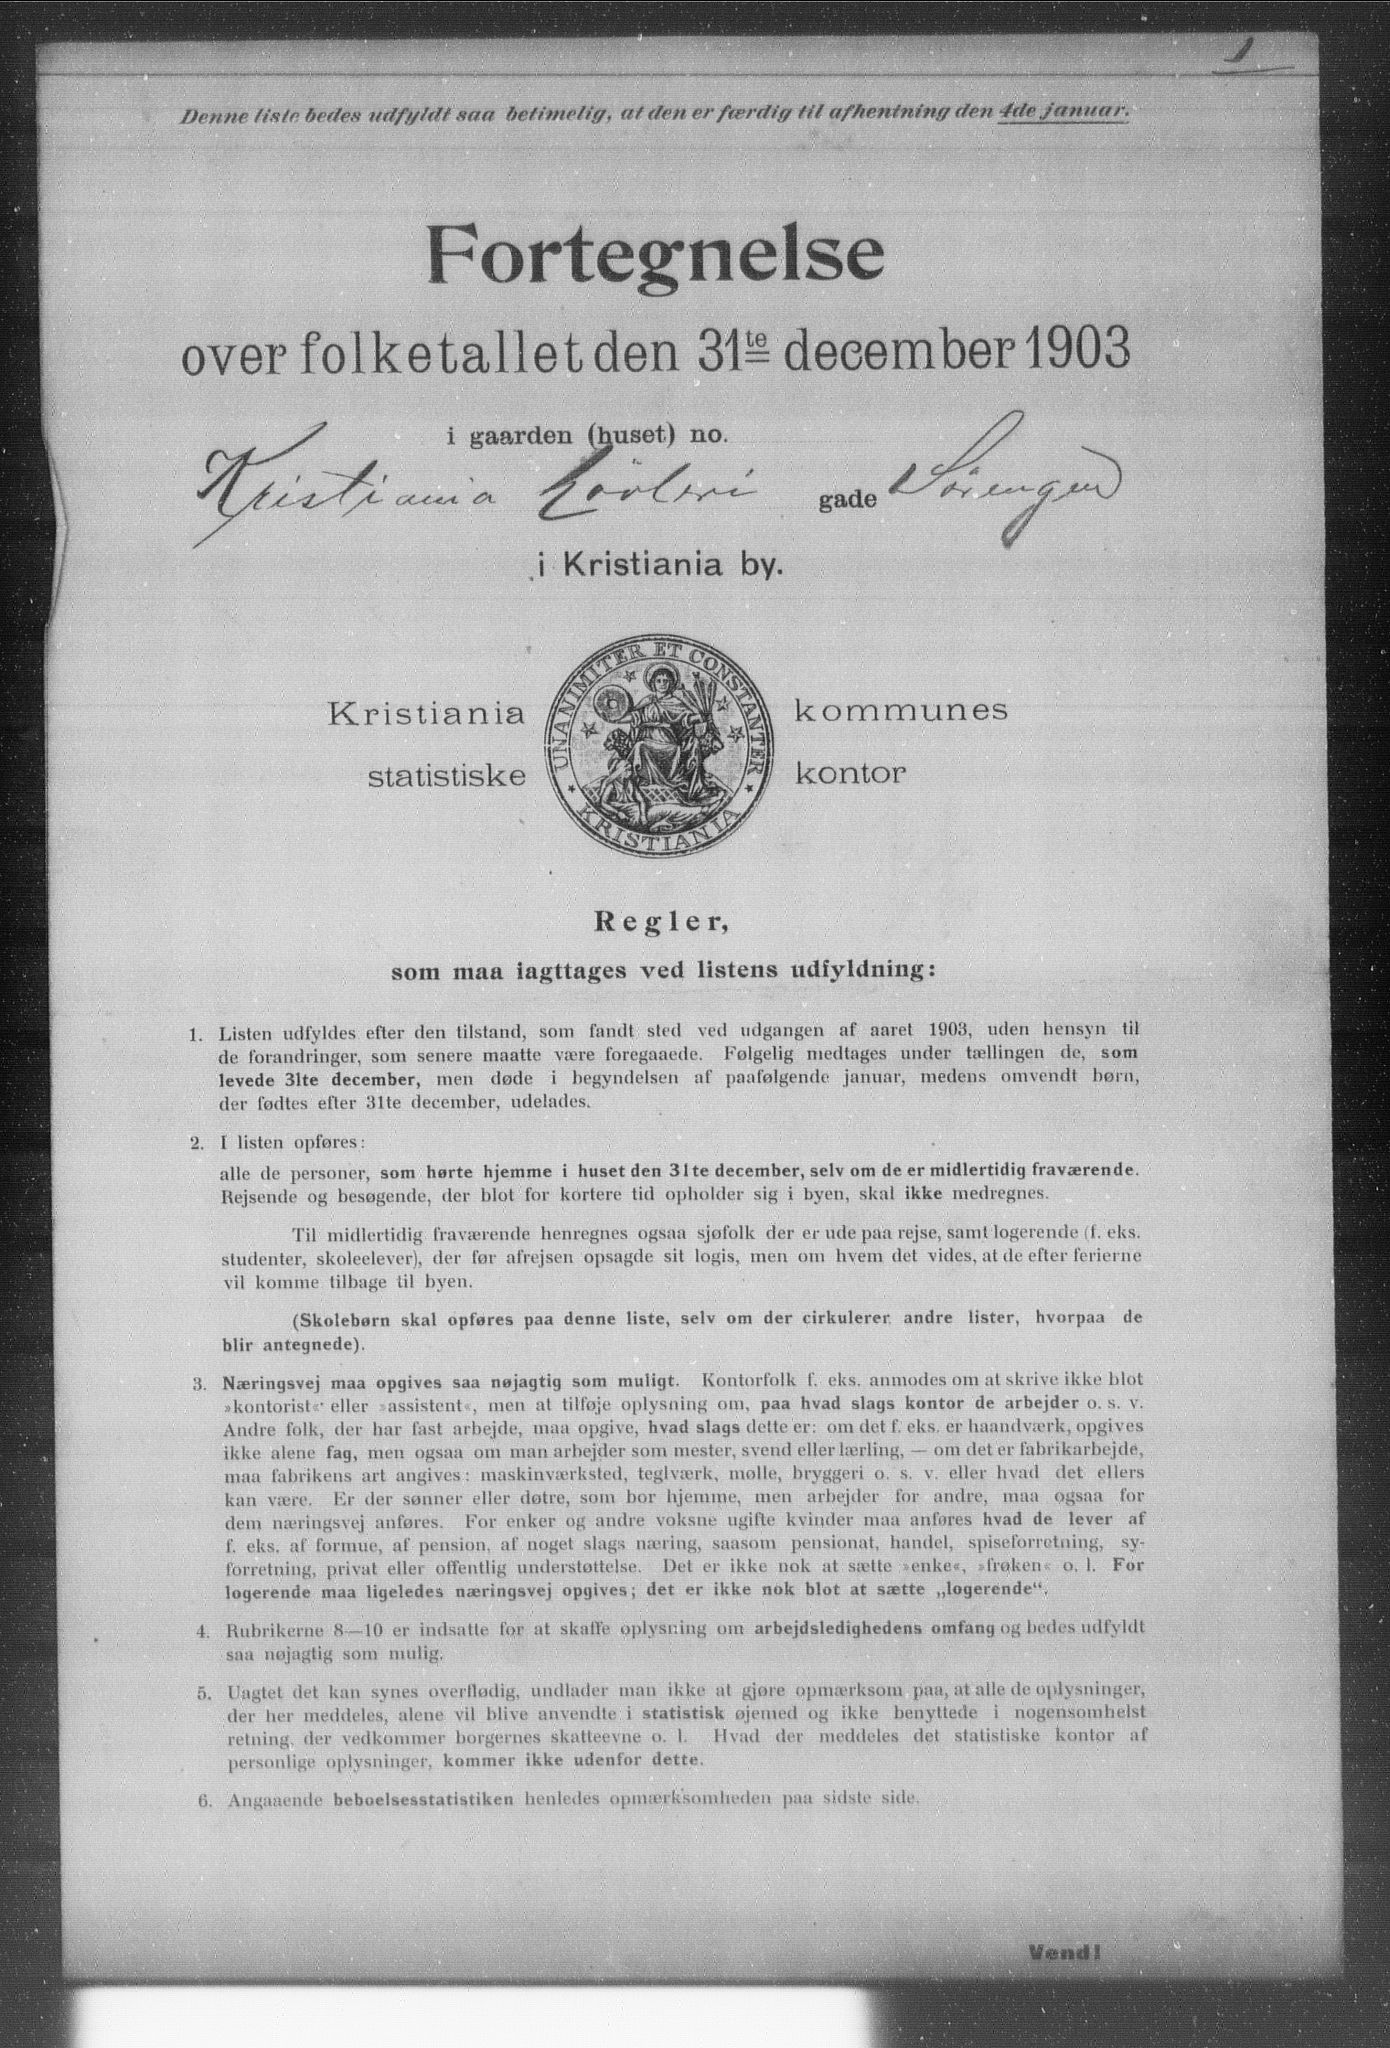 1
Denne liste bedes udfyldt saa betimelig, at den er færdig til afhentning den 4de januar.
Fortegnelse
over folketallet den 31te december 1903
i gaarden (huset) no.
Kristiania gade Sørengen
i Kristiania by.
UNANIMITER ET CONSTANTER
KRISTIANIA
Kristiania kommunes
statistiske kontor
Regler,
som maa iagttages ved listens udfyldning:
1. Listen udfyldes efter den tilstand, som fandt sted ved udgangen af aaret 1903, uden hensyn til
de forandringer, som senere maatte være foregaaede. Følgelig medtages under tællingen de, som
levede 31te december, men døde i begyndelsen af paafølgende januar, medens omvendt børn,
der fødtes efter 31te december, udelades.
2. I listen opføres:
alle de personer, som hørte hjemme i huset den 31te december, selv om de er midlertidig fraværende.
Rejsende og besøgende, der blot for kortere tid opholder sig i byen, skal ikke medregnes.
Til midlertidig fraværende henregnes ogsaa sjøfolk der er ude paa rejse, samt logerende (f. eks.
studenter, skoleelever), der før afrejsen opsagde sit logis, men om hvem det vides, at de efter ferierne
vil komme tilbage til byen.
(Skolebørn skal opføres paa denne liste, selv om der cirkulerer andre lister, hvorpaa de
blir antegnede).
3. Næringsvej maa opgives saa nøjagtig som muligt. Kontorfolk f. eks. anmodes om at skrive ikke blot
»kontorist« eller »assistent«, men at tilføje oplysning om, paa hvad slags kontor de arbejder o. s. v.
Andre folk, der har fast arbejde, maa opgive, hvad slags dette er: om det f. eks. er haandværk, opgives
ikke alene fag, men ogsaa om man arbejder som mester, svend eller lærling, — om det er fabrikarbejde,
maa fabrikens art angives: maskinværksted, teglværk, mølle, bryggeri o. s. v. eller hvad det ellers
kan være. Er der sønner eller døtre, som bor hjemme, men arbejder for andre, maa ogsaa for
dem næringsvej anføres. For enker og andre voksne ugifte kvinder maa anføres hvad de lever af
f. eks. af formue, af pension, af noget slags næring, saasom pensionat, handel, spiseforretning, sy-
forretning, privat eller offentlig understøttelse. Det er ikke nok at sætte »enke«, »frøken« o. l. For
logerende maa ligeledes næringsvej opgives; det er ikke nok blot at sætte „logerende“.
4. Rubrikerne 8—10 er indsatte for at skaffe oplysning om arbejdsledighedens omfang og bedes udfyldt
saa nøjagtig som mulig.
5. Uagtet det kan synes overflødig, undlader man ikke at gjøre opmærksom paa, at alle de oplysninger,
der her meddeles, alene vil blive anvendte i statistisk øjemed og ikke benyttede i nogensomhelst
retning, der vedkommer borgernes skatteevne o. l. Hvad der meddeles det statistiske kontor af
personlige oplysninger, kommer ikke udenfor dette.
6. Angaaende beboelsesstatistiken henledes opmærksomheden paa sidste side.
Vend!